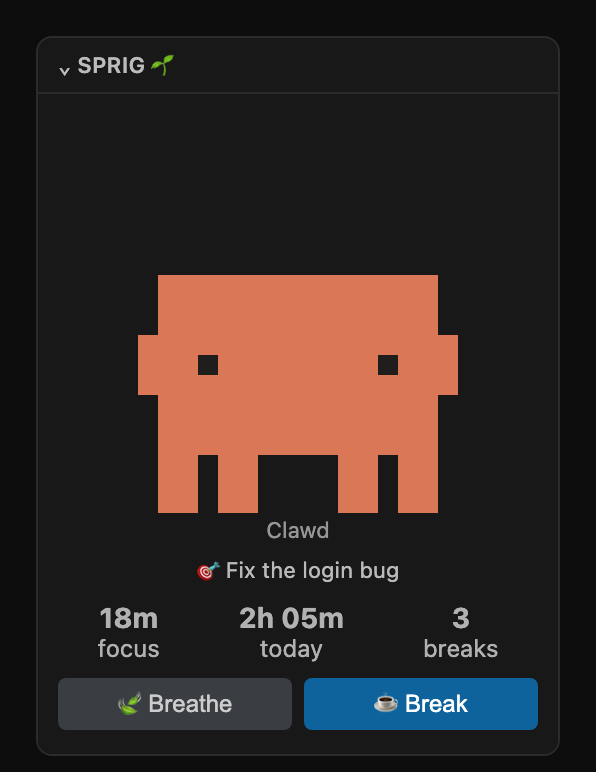 SPRIG 🌱
Clawd
🎯 Fix the login bug
18m 2h 05m 3
focus today breaks
🌿 Breathe ☕ Break